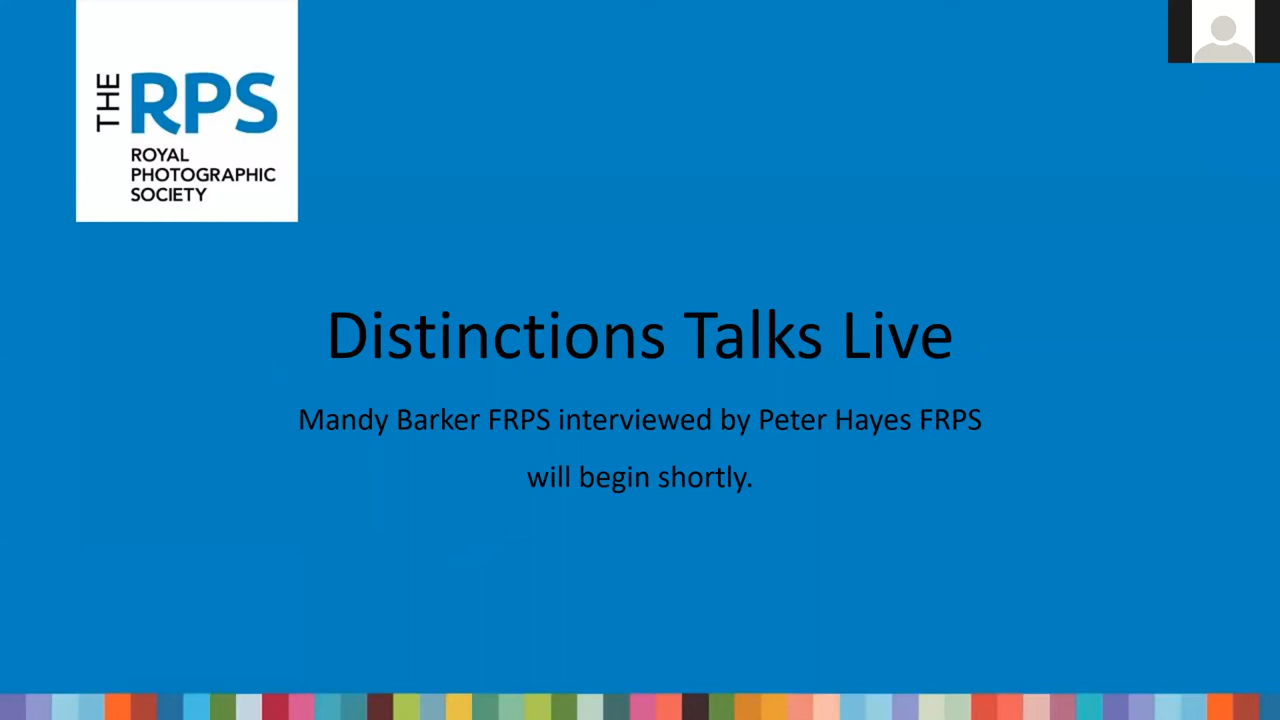 THE RPS
ROYAL
PHOTOGRAPHIC
SOCIETY
Distinctions Talks Live
Mandy Barker FRPS interviewed by Peter Hayes FRPS
will begin shortly.